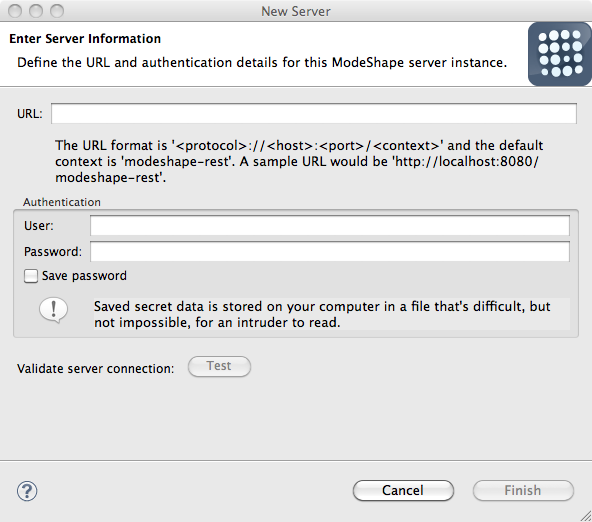 New Server
Enter Server Information
Define the URL and authentication details for this ModeShape server instance.
URL:
The URL format is '<protocol>://<host>:<port>/<context>' and the default
context is 'modeshape-rest'. A sample URL would be 'http://localhost:8080/
modeshape-rest'.
Authentication
User:
Password:
Save password
!
Saved secret data is stored on your computer in a file that's difficult, but
not impossible, for an intruder to read.
Validate server connection:
Test
?
Cancel
Finish